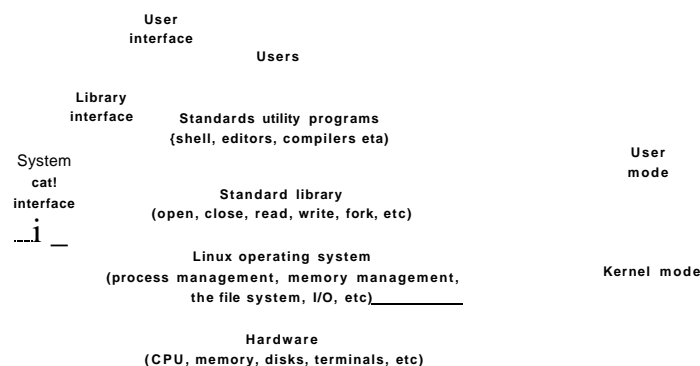 User
interface
Users
Library
interface
Standards utility programs
{shell, editors, compilers eta)
System
cat!
interface
User
mode
Standard library
(open, close, read, write, fork, etc)
i _
Linux operating system
(process management, memory management,
the file system, I/O, etc)
Kernel mode
Hardware
(CPU, memory, disks, terminals, etc)